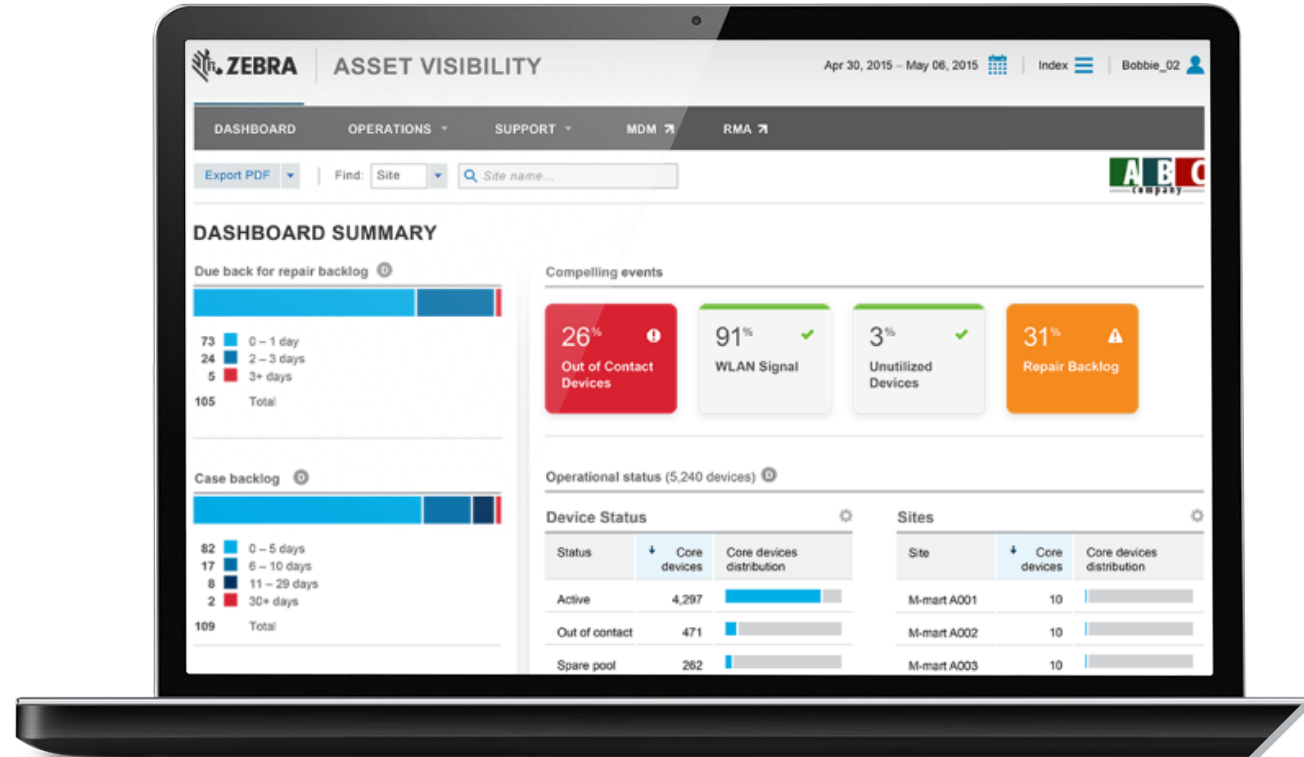 ZEBRA ASSET VISIBILITY
Apr 30, 2015 – May 06, 2015 Index Bobbie_02
DASHBOARD OPERATIONS SUPPORT MDM RMA
Export PDF Find: Site Site name...
ABC
company
DASHBOARD SUMMARY
Due back for repair backlog D
73 0 – 1 day
24 2 – 3 days
5 3+ days
105 Total
Case backlog D
82 0 – 5 days
17 6 – 10 days
8 11 – 29 days
2 30+ days
109 Total
Compelling events
26%
Out of Contact
Devices
91%
WLAN Signal
3%
Unutilized
Devices
31%
Repair Backlog
Operational status (5,240 devices) D
Device Status
Status Core Core devices
devices distribution
Active 4,297
Out of contact 471
Spare pool 262
Sites
Site Core Core devices
devices distribution
M-mart A001 10
M-mart A002 10
M-mart A003 10